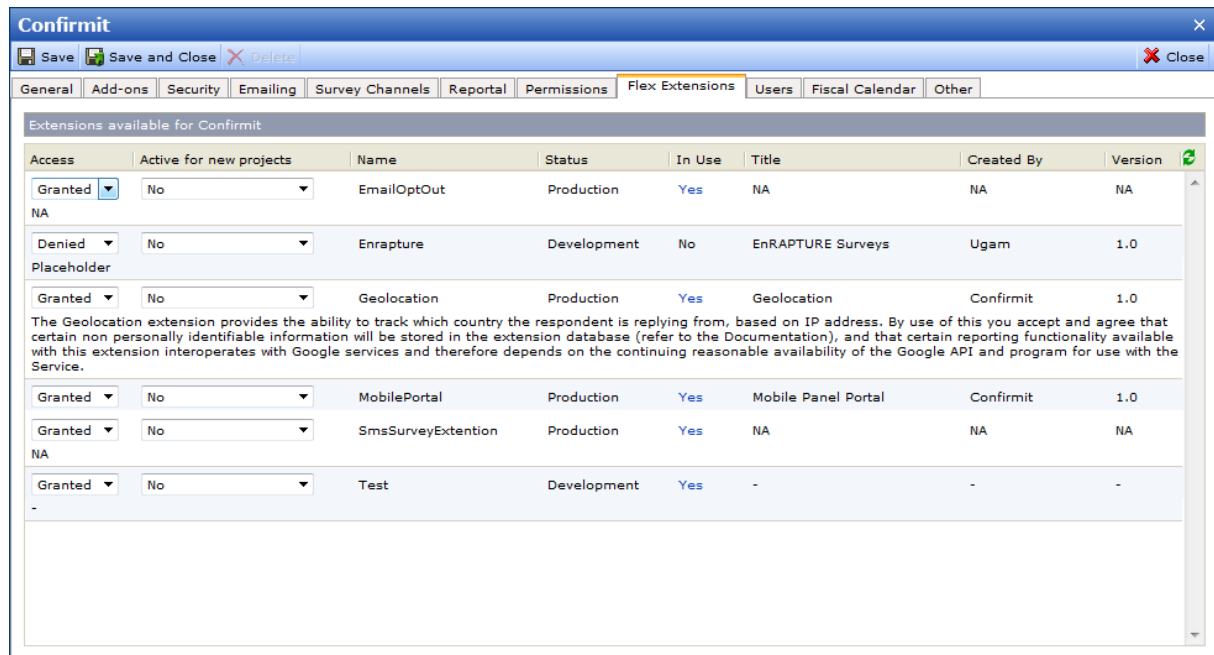 Confirmit
Save Save and Close Delete Close
General Add-ons Security Emailing Survey Channels Reportal Permissions Flex Extensions Users Fiscal Calendar Other
Extensions available for Confirmit
Access Active for new projects Name Status In Use Title Created By Version
Granted No EmailOptOut Production Yes NA NA NA
NA
Denied No Enrapture Development No EnRAPTURE Surveys Ugam 1.0
Placeholder
Granted No Geolocation Production Yes Geolocation Confirmit 1.0
The Geolocation extension provides the ability to track which country the respondent is replying from, based on IP address. By use of this you accept and agree that
certain non personally identifiable information will be stored in the extension database (refer to the Documentation), and that certain reporting functionality available
with this extension interoperates with Google services and therefore depends on the continuing reasonable availability of the Google API and program for use with the
Service.
Granted No MobilePortal Production Yes Mobile Panel Portal Confirmit 1.0
Granted No SmsSurveyExtention Production Yes NA NA NA
NA
Granted No Test Development Yes - - -
-